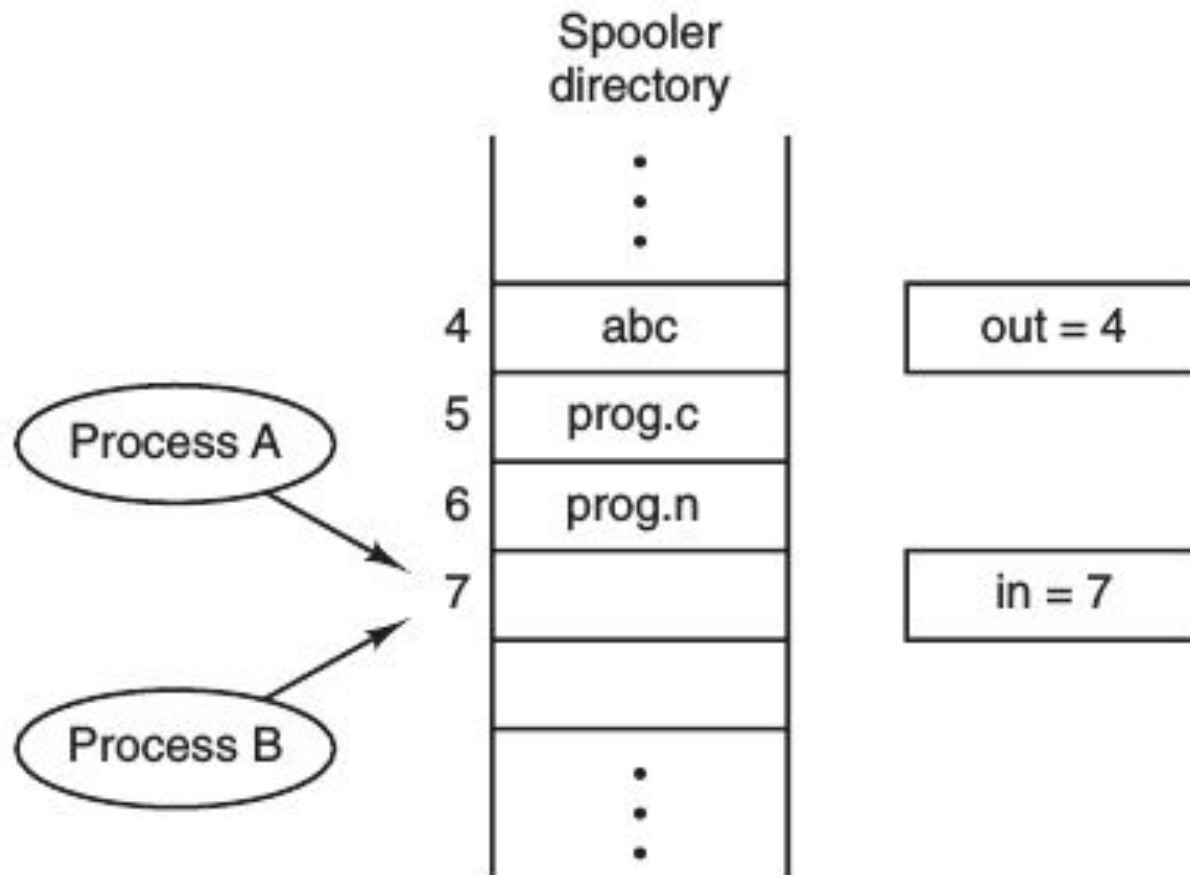 Spooler
directory
4 abc out = 4
Process A
5 prog.c
6 prog.n
7 in = 7
Process B